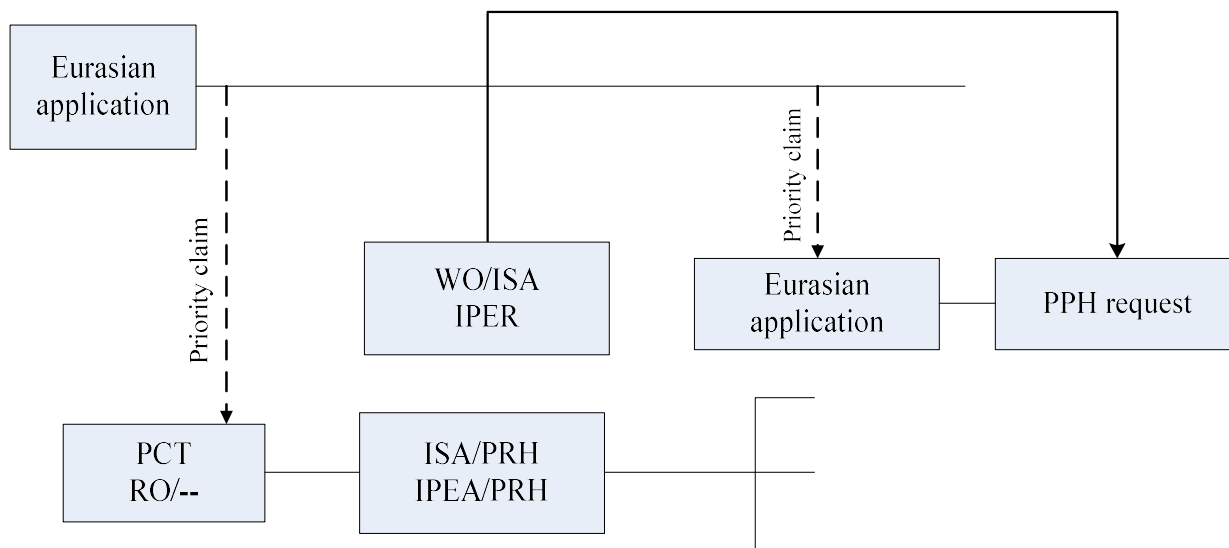 Eurasian
application
Priority claim
Priority claim
WO/ISA
IPER
Eurasian
application
PPH request
PCT
RO/--
ISA/PRH
IPEA/PRH